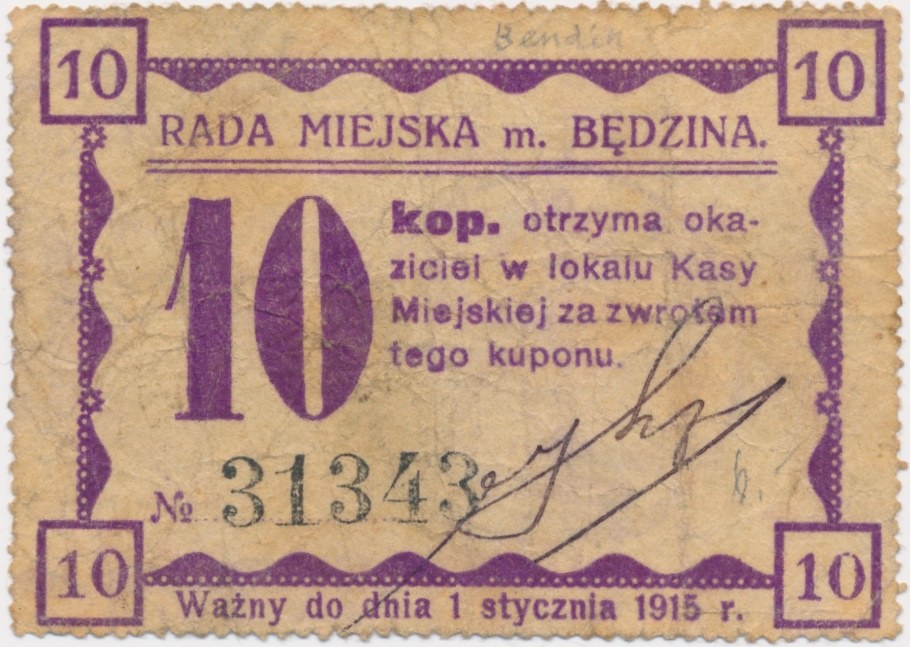 Bendin
10 10
RADA MIEJSKA m. BĘDZINA.
10
kop. otrzyma oka-
ziciel w lokalu Kasy
Miejskiej za zwrotem
tego kuponu.
№ 31343
b.
10 10
Ważny do dnia 1 stycznia 1915 r.